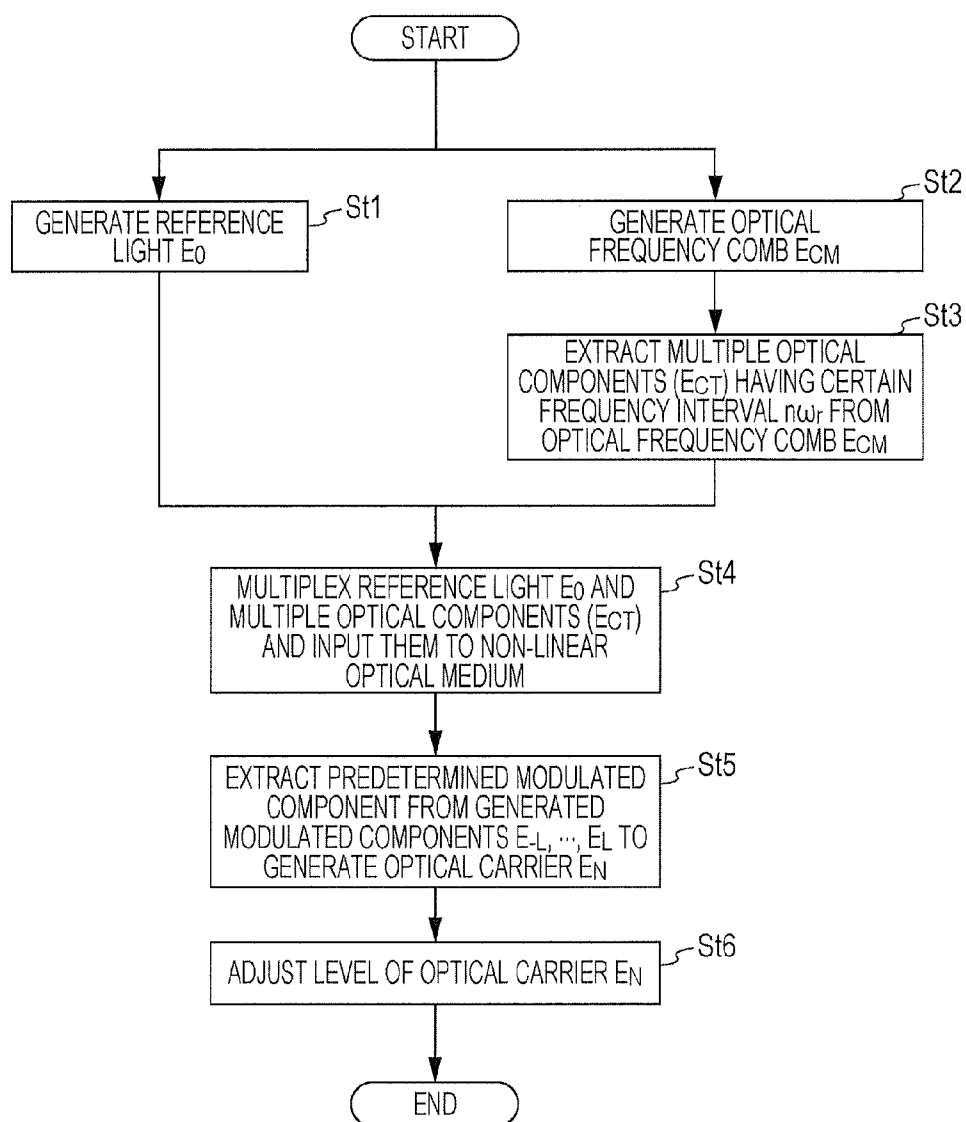 START
St1
GENERATE REFERENCE
LIGHT E0
St2
GENERATE OPTICAL
FREQUENCY COMB ECM
St3
EXTRACT MULTIPLE OPTICAL
COMPONENTS (ECT) HAVING CERTAIN
FREQUENCY INTERVAL nωr FROM
OPTICAL FREQUENCY COMB ECM
St4
MULTIPLEX REFERENCE LIGHT E0 AND
MULTIPLE OPTICAL COMPONENTS (ECT)
AND INPUT THEM TO NON-LINEAR
OPTICAL MEDIUM
St5
EXTRACT PREDETERMINED MODULATED
COMPONENT FROM GENERATED
MODULATED COMPONENTS E-L, ···, EL TO
GENERATE OPTICAL CARRIER EN
St6
ADJUST LEVEL OF OPTICAL CARRIER EN
END